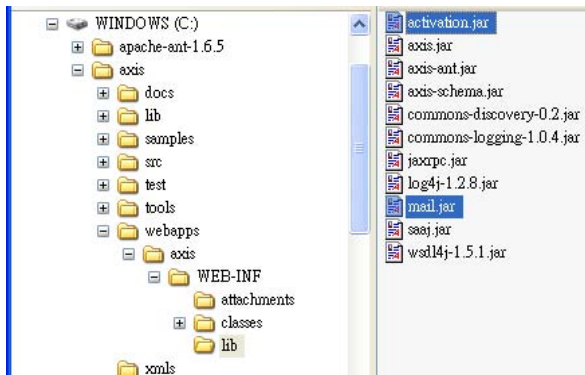 WINDOWS (C:)
apache-ant-1.6.5
axis
docs
lib
samples
src
test
tools
webapps
axis
WEB-INF
attachments
classes
lib
xmls
activation.jar
axis.jar
axis-ant.jar
axis-schema.jar
commons-discovery-0.2.jar
commons-logging-1.0.4.jar
jaxrpc.jar
log4j-1.2.8.jar
mail.jar
saaj.jar
wsdl4j-1.5.1.jar